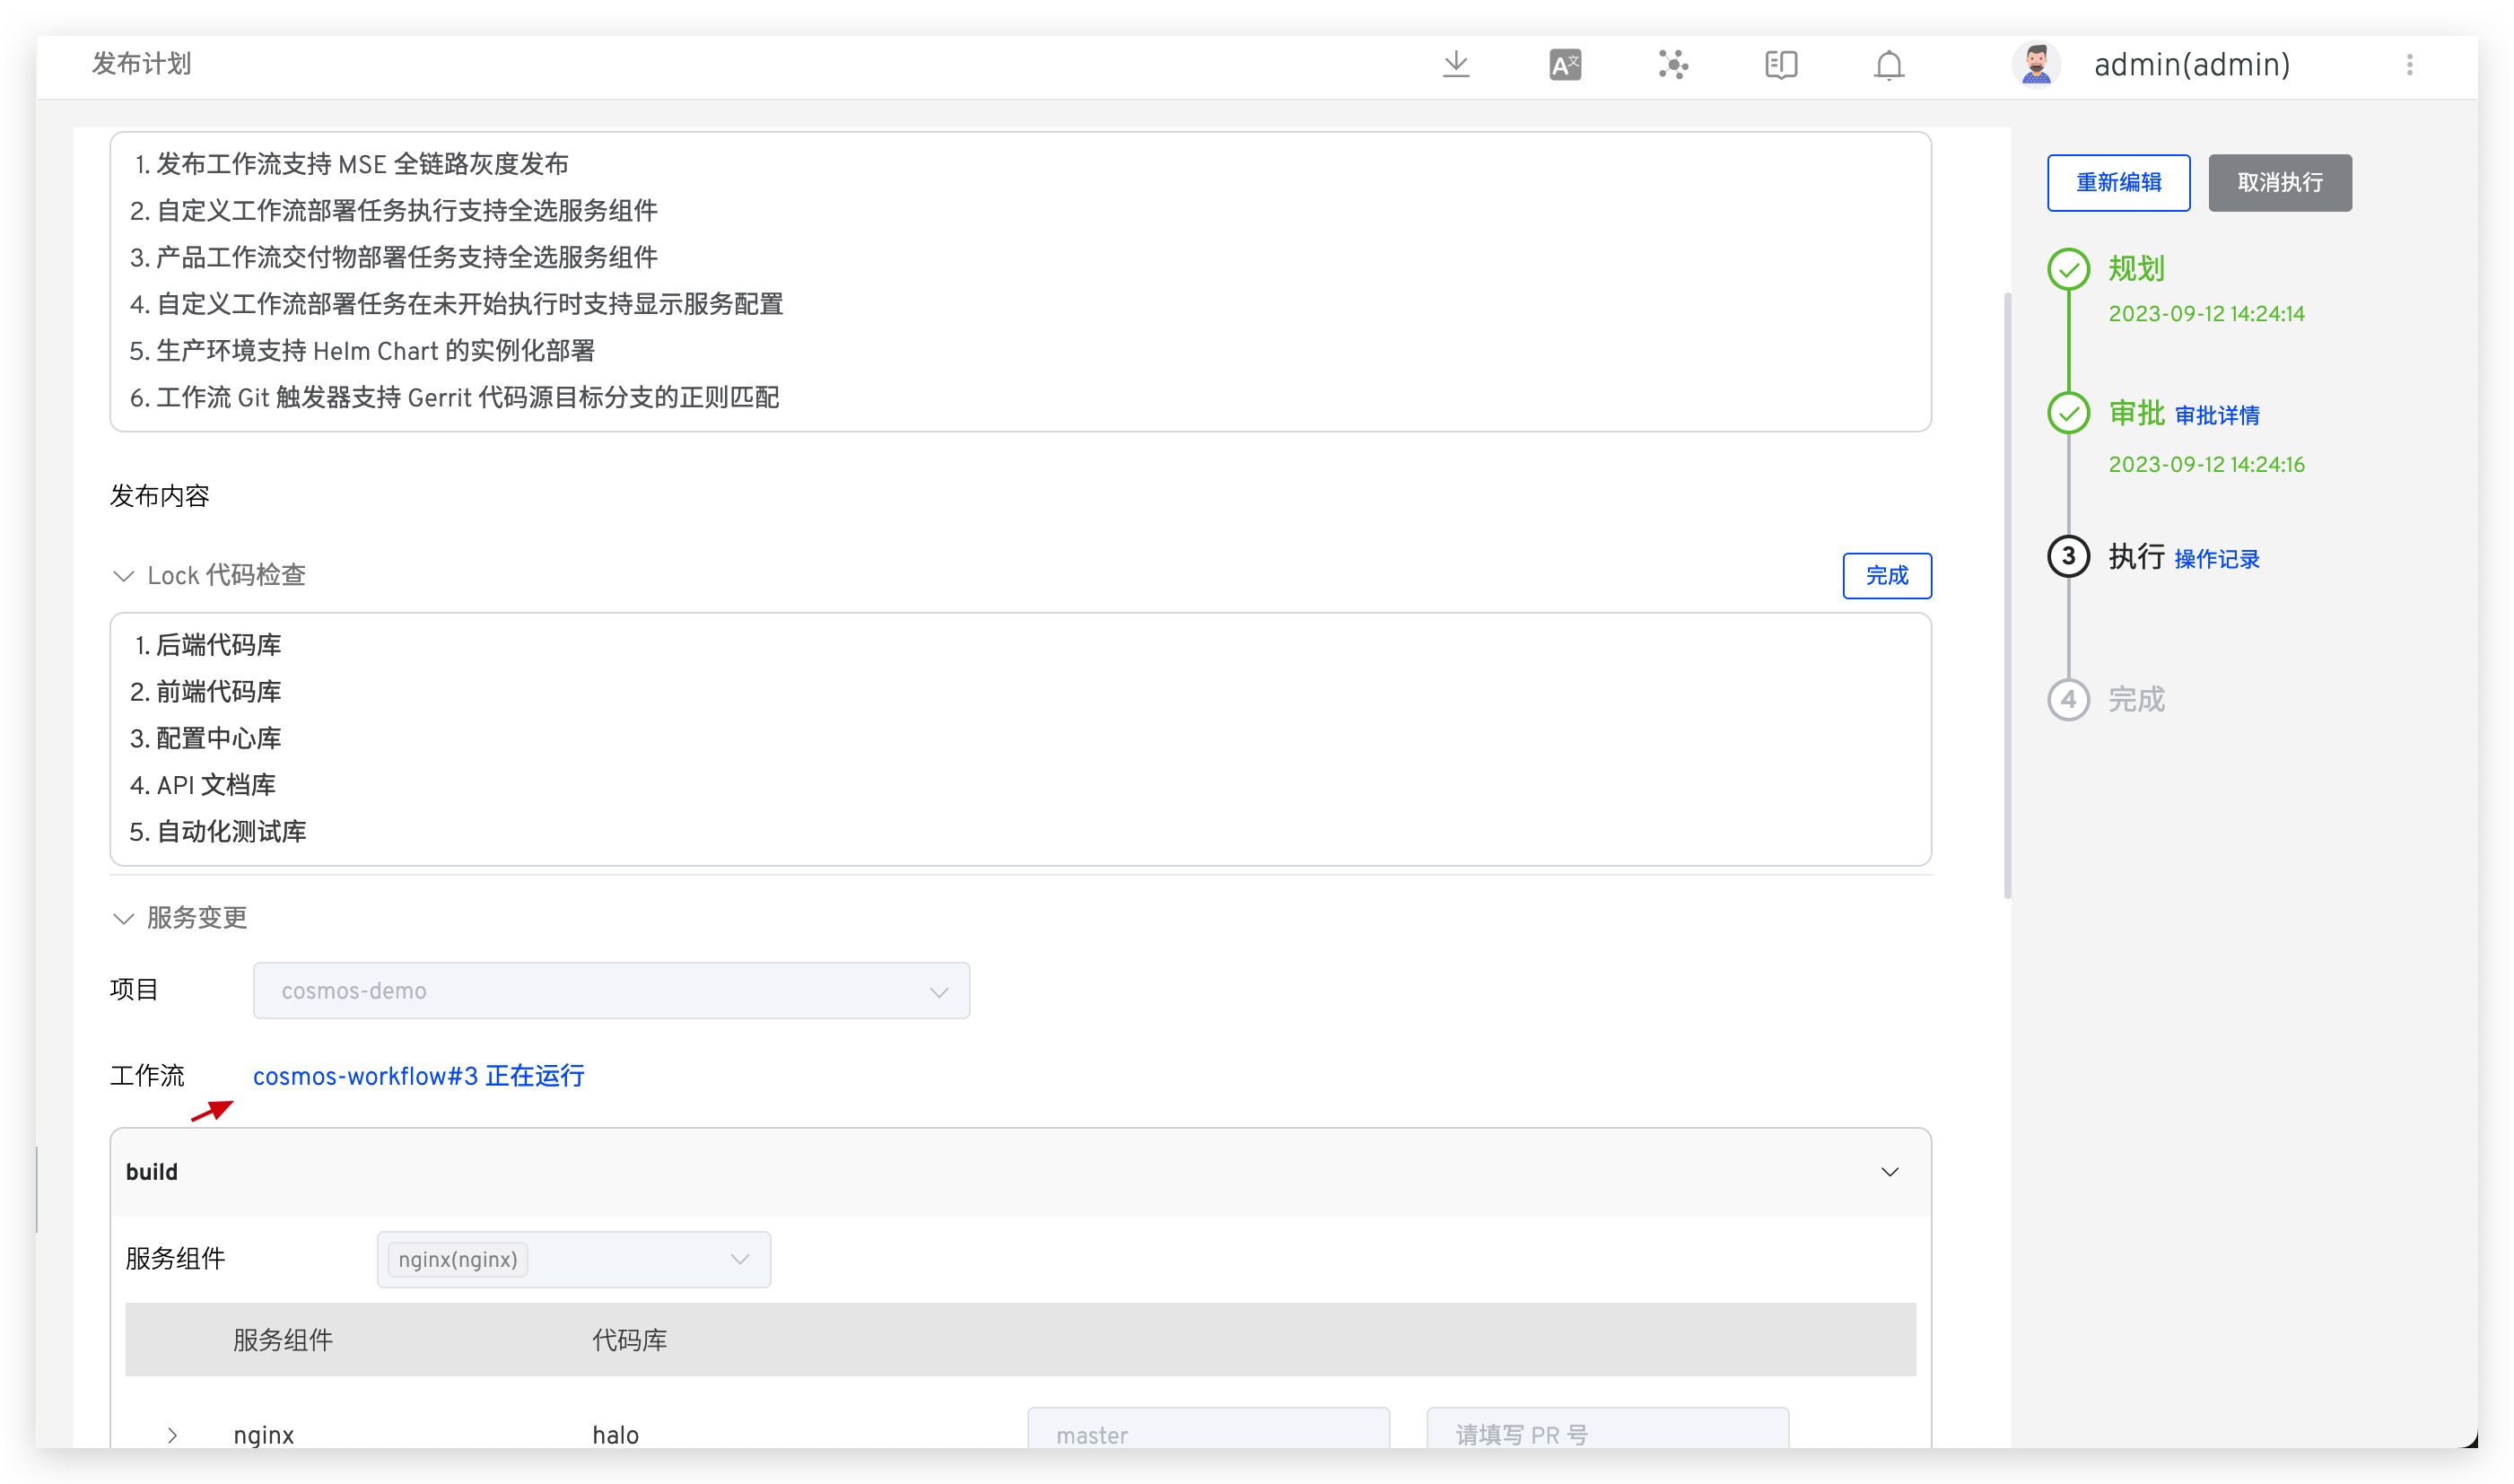 发布计划
A文
admin(admin)
1. 发布工作流支持 MSE 全链路灰度发布
2. 自定义工作流部署任务执行支持全选服务组件
3. 产品工作流交付物部署任务支持全选服务组件
4. 自定义工作流部署任务在未开始执行时支持显示服务配置
5. 生产环境支持 Helm Chart 的实例化部署
6. 工作流 Git 触发器支持 Gerrit 代码源目标分支的正则匹配
发布内容
Lock 代码检查
完成
1. 后端代码库
2. 前端代码库
3. 配置中心库
4. API 文档库
5. 自动化测试库
服务变更
项目 cosmos-demo
工作流 cosmos-workflow#3 正在运行
build
服务组件 nginx(nginx)
服务组件 代码库
nginx halo master 请填写 PR 号
重新编辑 取消执行
规划
2023-09-12 14:24:14
审批 审批详情
2023-09-12 14:24:16
3 执行 操作记录
4 完成